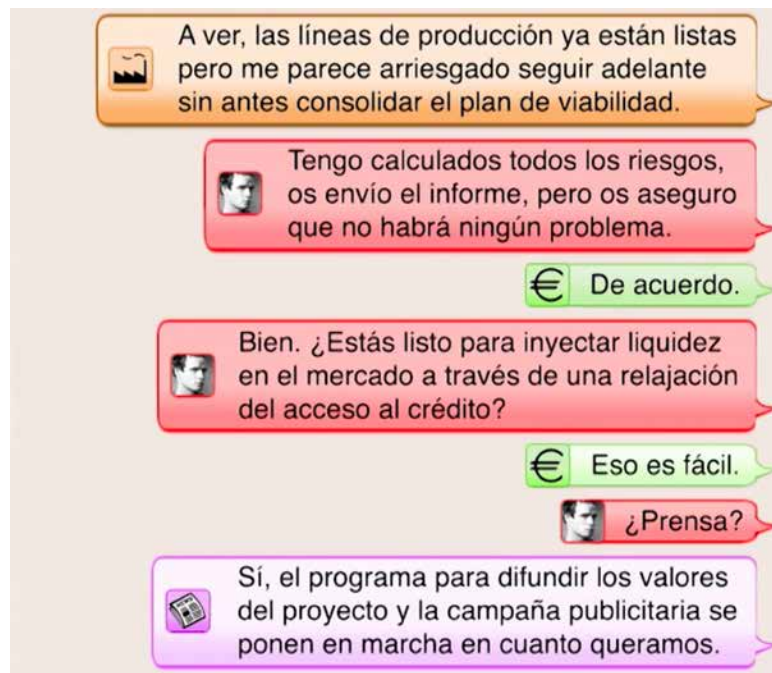 A ver, las líneas de producción ya están listas
pero me parece arriesgado seguir adelante
sin antes consolidar el plan de viabilidad.
Tengo calculados todos los riesgos,
os envío el informe, pero os aseguro
que no habrá ningún problema.
€ De acuerdo.
Bien. ¿Estás listo para inyectar liquidez
en el mercado a través de una relajación
del acceso al crédito?
€ Eso es fácil.
¿Prensa?
Sí, el programa para difundir los valores
del proyecto y la campaña publicitaria se
ponen en marcha en cuanto queramos.